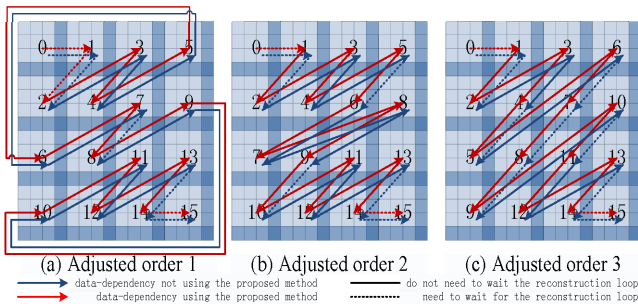 0 1 3 5 0 1 3 5 0 1 3 6
2 4 7 9 2 4 6 8 2 4 7 10
6 8 11 13 7 9 11 13 5 8 11 13
10 12 14 15 10 12 14 15 9 12 14 15
(a) Adjusted order 1 (b) Adjusted order 2 (c) Adjusted order 3
data-dependency not using the proposed method do not need to wait the reconstruction loop
data-dependency using the proposed method need to wait for the reconstruction loop